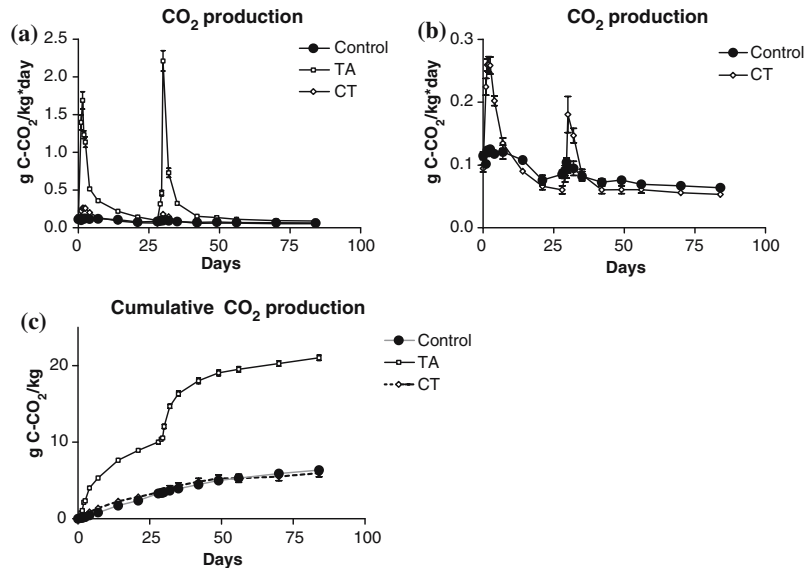 (a)
CO₂ production
g C-CO₂/kg*day
2.5
2.0
1.5
1.0
0.5
0.0
0 25 50 75 100
Days
Control
TA
CT
(b)
CO₂ production
g C-CO₂/kg*day
0.3
0.2
0.1
0.0
0 25 50 75 100
Days
Control
CT
(c)
Cumulative CO₂ production
g C-CO₂/kg
20
10
0
0 25 50 75 100
Days
Control
TA
CT